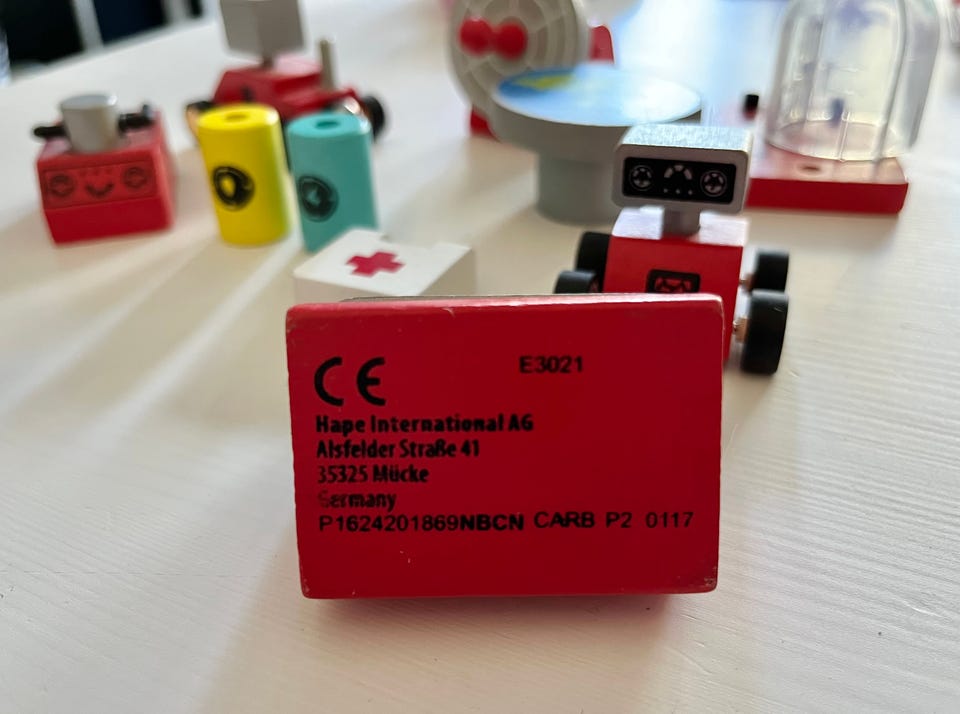 CE
E3021
Hape International AG
Alsfelder Straße 41
35325 Mücke
Germany
P1624201869NBCN CARB P2 0117